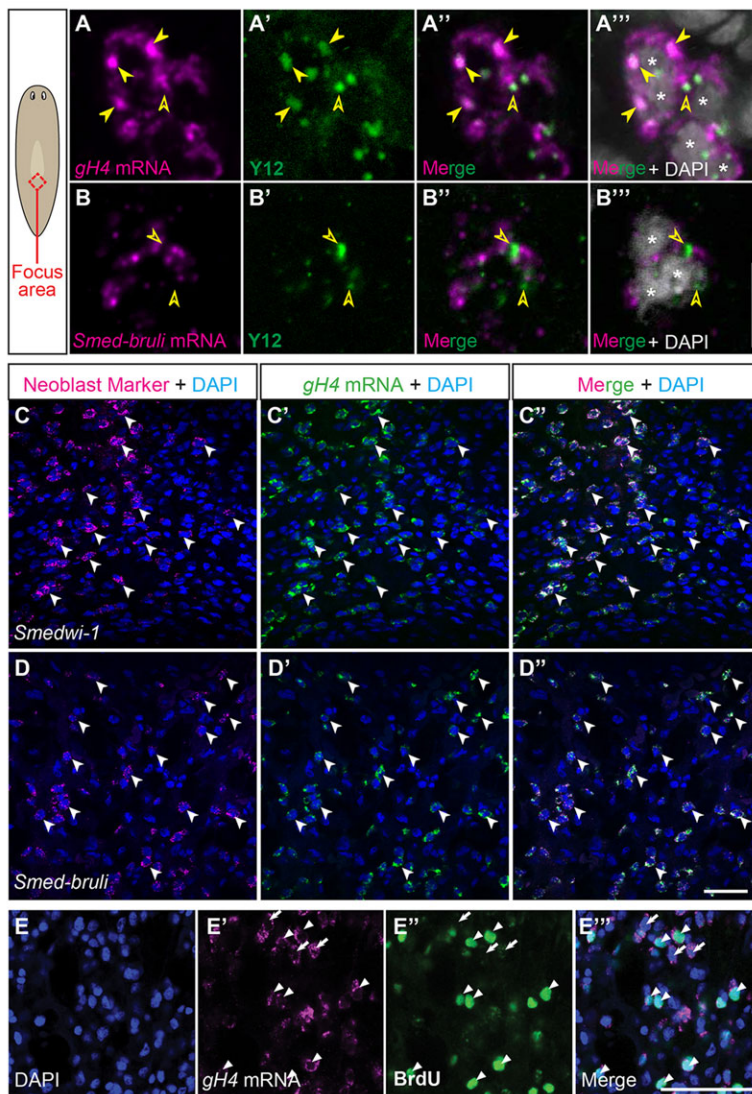 A
gH4 mRNA
A'
Y12
A''
Merge
A'''
Merge + DAPI
Focus
area
B
Smed-bruli mRNA
B'
Y12
B''
Merge
B'''
Merge + DAPI
Neoblast Marker + DAPI
gH4 mRNA + DAPI
Merge + DAPI
C
Smedwi-1
C'
C''
D
Smed-bruli
D'
D''
E
DAPI
E'
gH4 mRNA
E''
BrdU
E'''
Merge